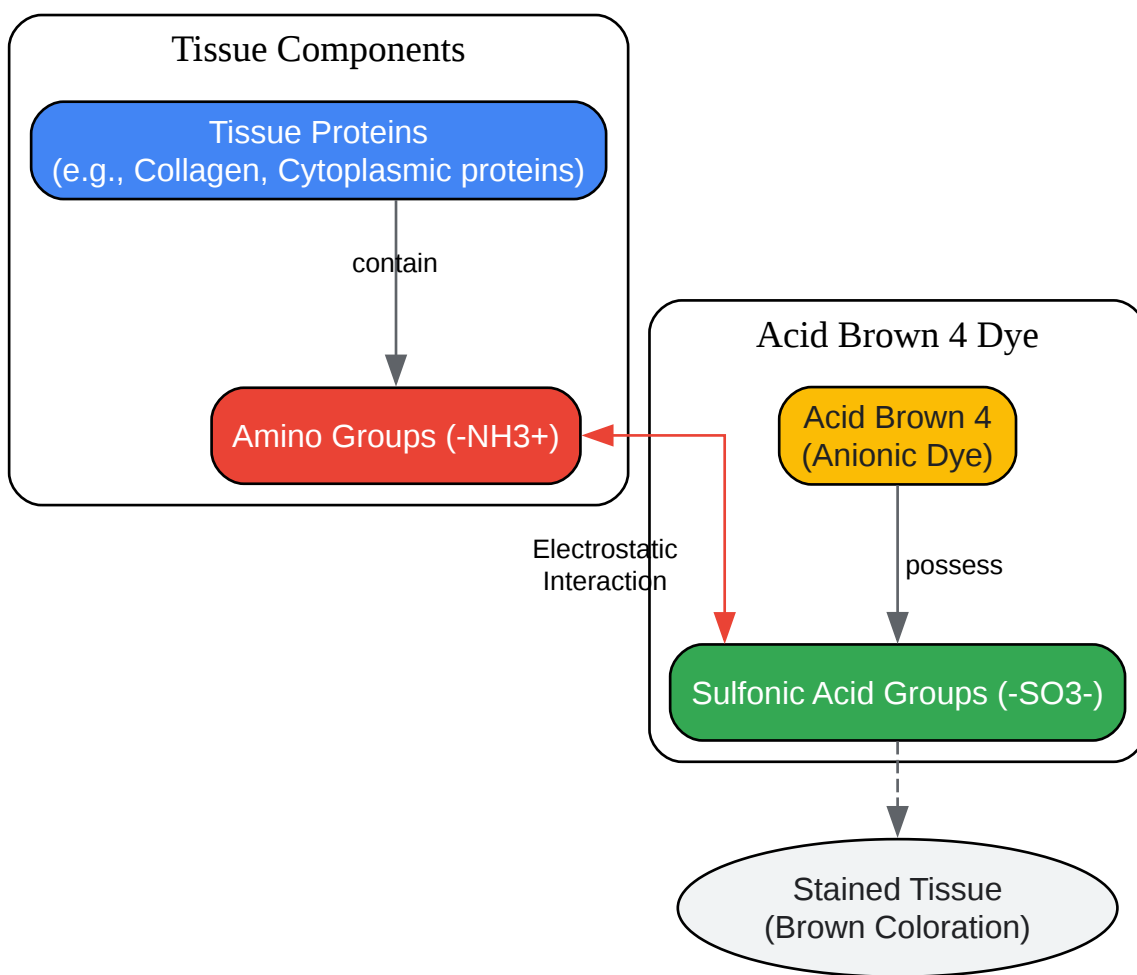 Tissue Components
Tissue Proteins
(e.g., Collagen, Cytoplasmic proteins)
contain
Amino Groups (-NH3+)
Acid Brown 4 Dye
Acid Brown 4
(Anionic Dye)
Electrostatic
Interaction
possess
Sulfonic Acid Groups (-SO3-)
Stained Tissue
(Brown Coloration)